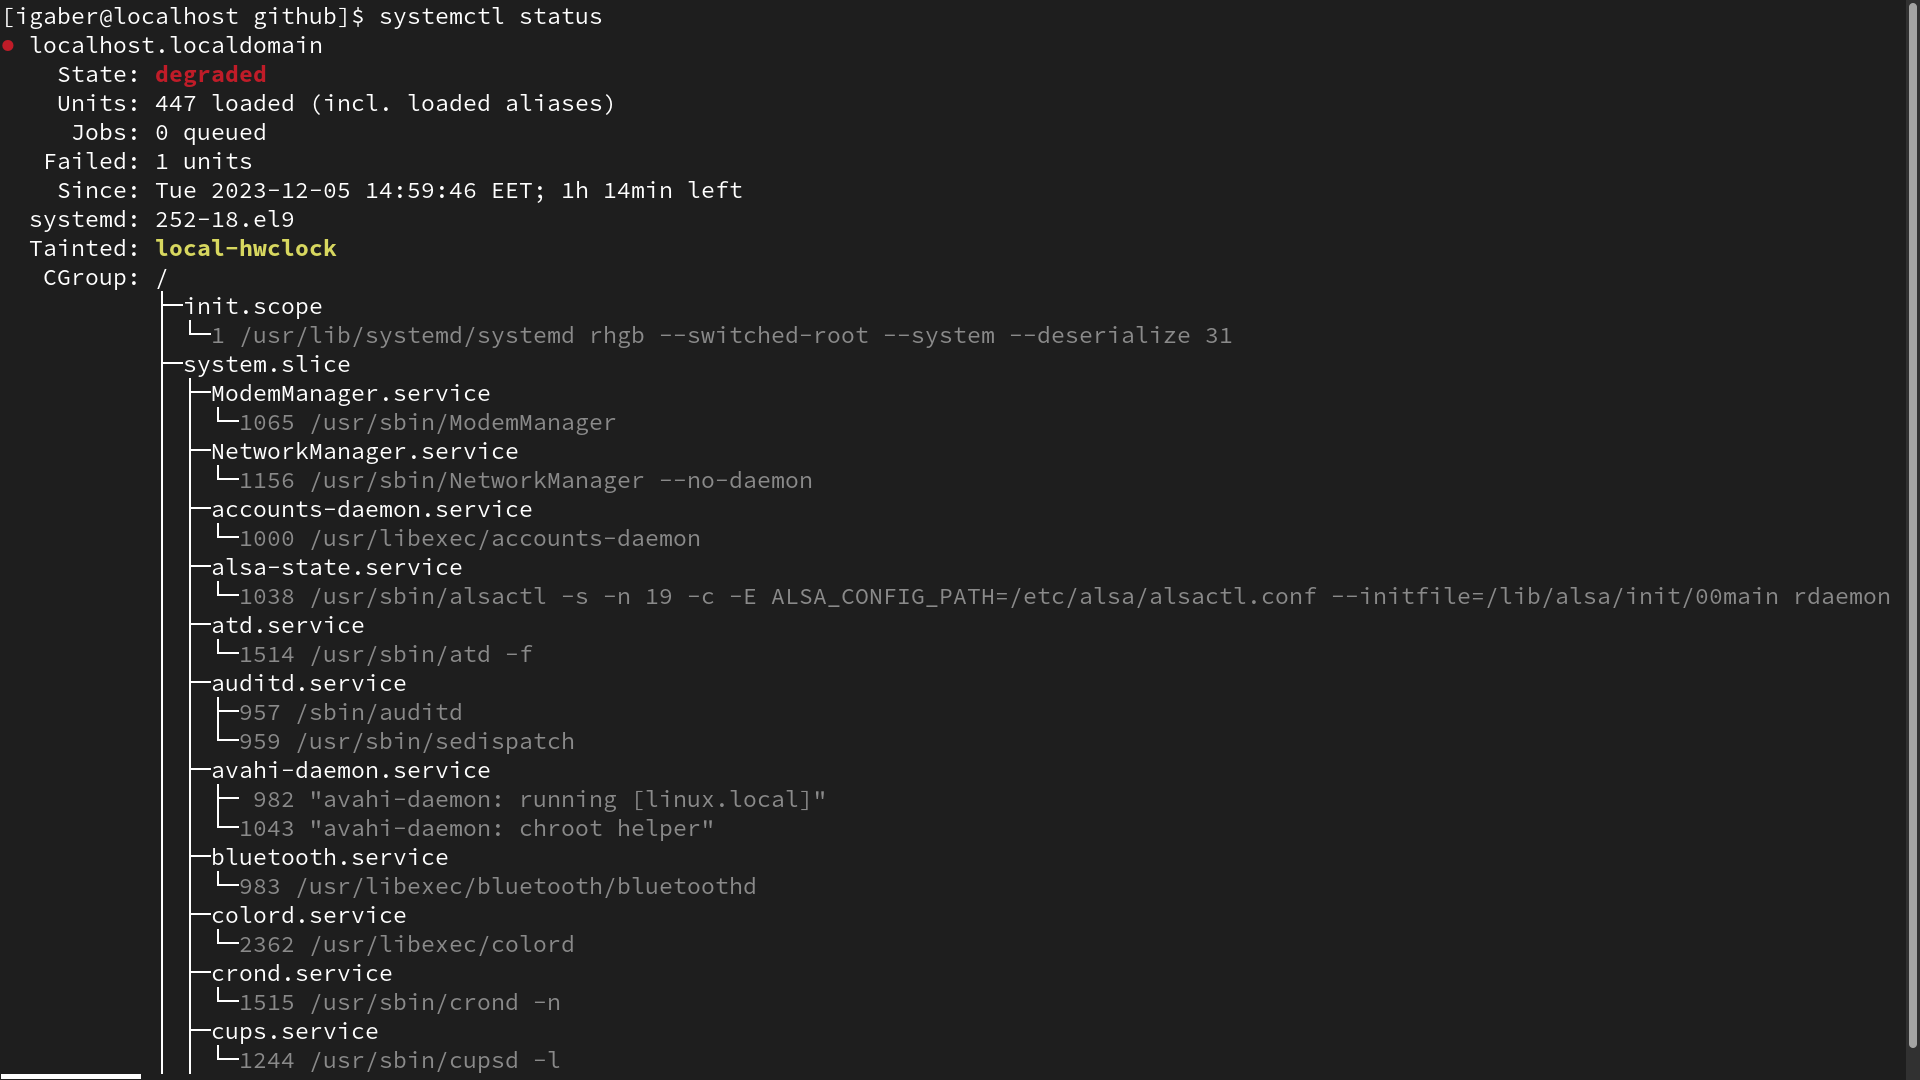 [igaber@localhost github]$ systemctl status
● localhost.localdomain
    State: degraded
    Units: 447 loaded (incl. loaded aliases)
     Jobs: 0 queued
   Failed: 1 units
    Since: Tue 2023-12-05 14:59:46 EET; 1h 14min left
  systemd: 252-18.el9
  Tainted: local-hwclock
   CGroup: /
           ├─init.scope
           │ └─1 /usr/lib/systemd/systemd rhgb --switched-root --system --deserialize 31
           ├─system.slice
           │ ├─ModemManager.service
           │ │ └─1065 /usr/sbin/ModemManager
           │ ├─NetworkManager.service
           │ │ └─1156 /usr/sbin/NetworkManager --no-daemon
           │ ├─accounts-daemon.service
           │ │ └─1000 /usr/libexec/accounts-daemon
           │ ├─alsa-state.service
           │ │ └─1038 /usr/sbin/alsactl -s -n 19 -c -E ALSA_CONFIG_PATH=/etc/alsa/alsactl.conf --initfile=/lib/alsa/init/00main rdaemon
           │ ├─atd.service
           │ │ └─1514 /usr/sbin/atd -f
           │ ├─auditd.service
           │ │ ├─957 /sbin/auditd
           │ │ └─959 /usr/sbin/sedispatch
           │ ├─avahi-daemon.service
           │ │ ├─ 982 "avahi-daemon: running [linux.local]"
           │ │ └─1043 "avahi-daemon: chroot helper"
           │ ├─bluetooth.service
           │ │ └─983 /usr/libexec/bluetooth/bluetoothd
           │ ├─colord.service
           │ │ └─2362 /usr/libexec/colord
           │ ├─crond.service
           │ │ └─1515 /usr/sbin/crond -n
           │ ├─cups.service
           │ │ └─1244 /usr/sbin/cupsd -l